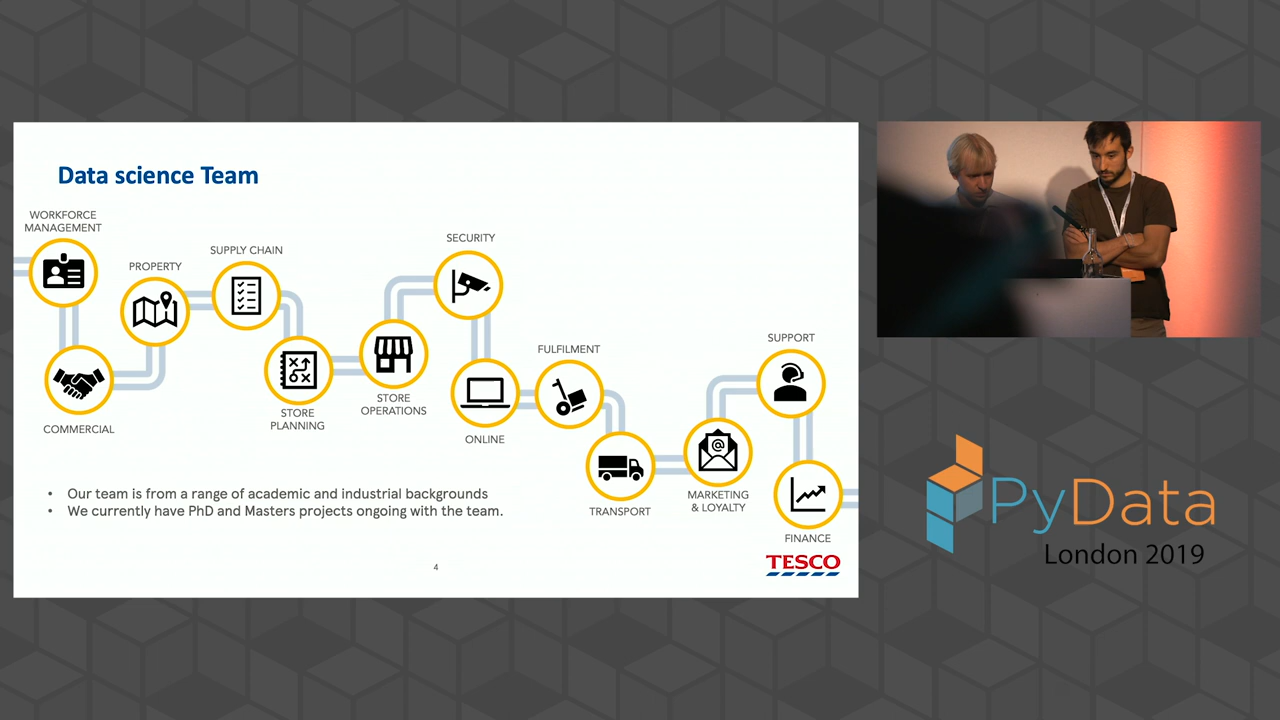 Data science Team
WORKFORCE
MANAGEMENT
PROPERTY
SUPPLY CHAIN
SECURITY
COMMERCIAL
STORE
PLANNING
STORE
OPERATIONS
ONLINE
FULFILMENT
TRANSPORT
@
MARKETING
& LOYALTY
SUPPORT
FINANCE
• Our team is from a range of academic and industrial backgrounds
• We currently have PhD and Masters projects ongoing with the team.
4
TESCO
PyData
London 2019